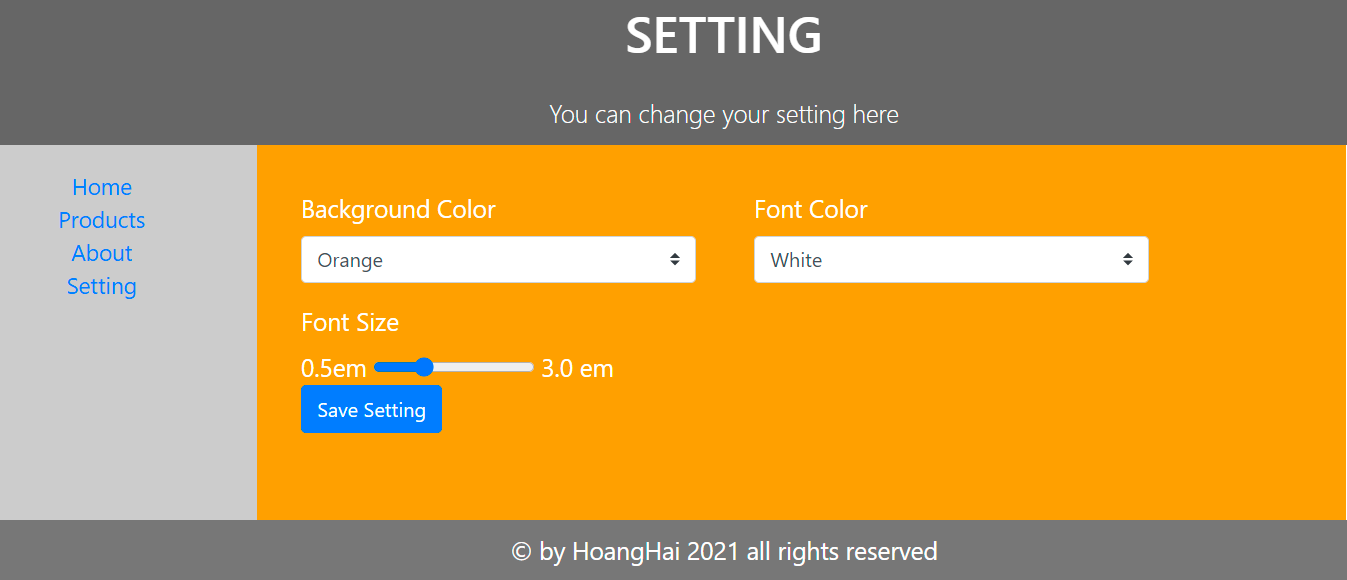 SETTING
You can change your setting here
Home
Products
About
Setting
Background Color
Font Color
Orange
White
Font Size
0.5em 3.0 em
Save Setting
© by HoangHai 2021 all rights reserved